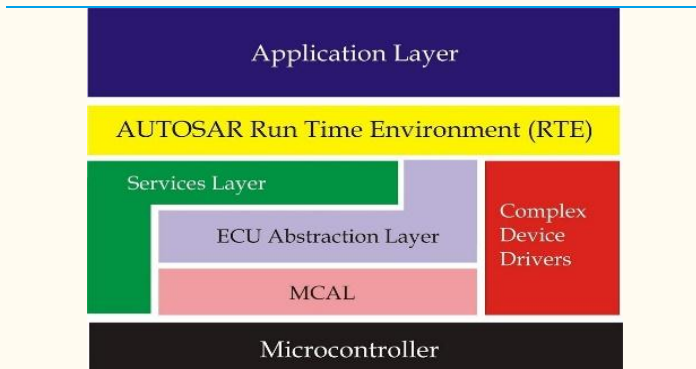 Application Layer
AUTOSAR Run Time Environment (RTE)
Services Layer
ECU Abstraction Layer
Complex
Device
Drivers
MCAL
Microcontroller